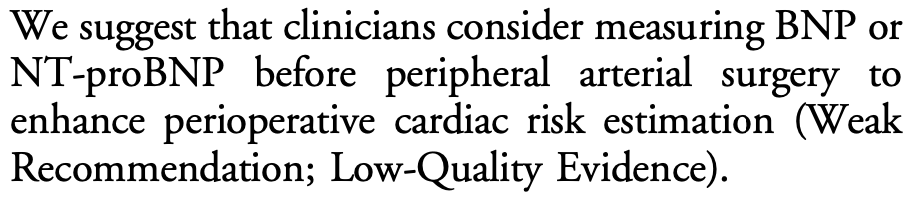 We suggest that clinicians consider measuring BNP or
NT-proBNP before peripheral arterial surgery to
enhance perioperative cardiac risk estimation (Weak
Recommendation; Low-Quality Evidence).